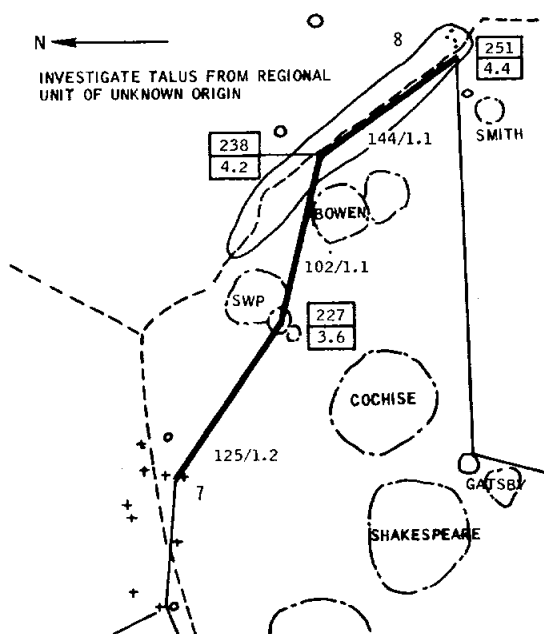 8
251
4.4
N
INVESTIGATE TALUS FROM REGIONAL
UNIT OF UNKNOWN ORIGIN
SMITH
144/1.1
238
4.2
BOWEN
102/1.1
SWP
227
3.6
COCHISE
125/1.2
7
GATSBY
SHAKESPEARE